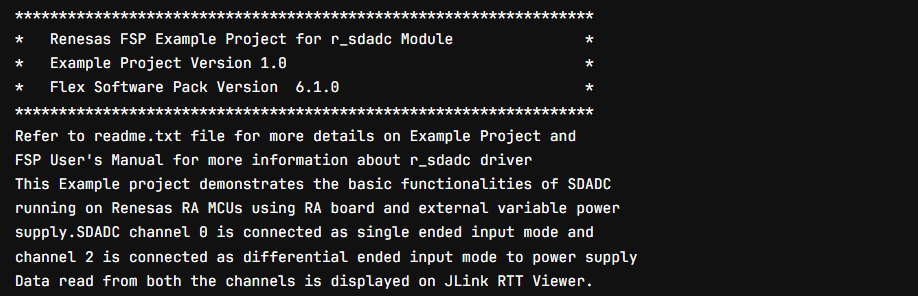 ******************************************************************
*   Renesas FSP Example Project for r_sdadc Module               *
*   Example Project Version 1.0                                  *
*   Flex Software Pack Version  6.1.0                            *
******************************************************************
Refer to readme.txt file for more details on Example Project and
FSP User's Manual for more information about r_sdadc driver
This Example project demonstrates the basic functionalities of SDADC
running on Renesas RA MCUs using RA board and external variable power
supply.SDADC channel 0 is connected as single ended input mode and
channel 2 is connected as differential ended input mode to power supply
Data read from both the channels is displayed on JLink RTT Viewer.